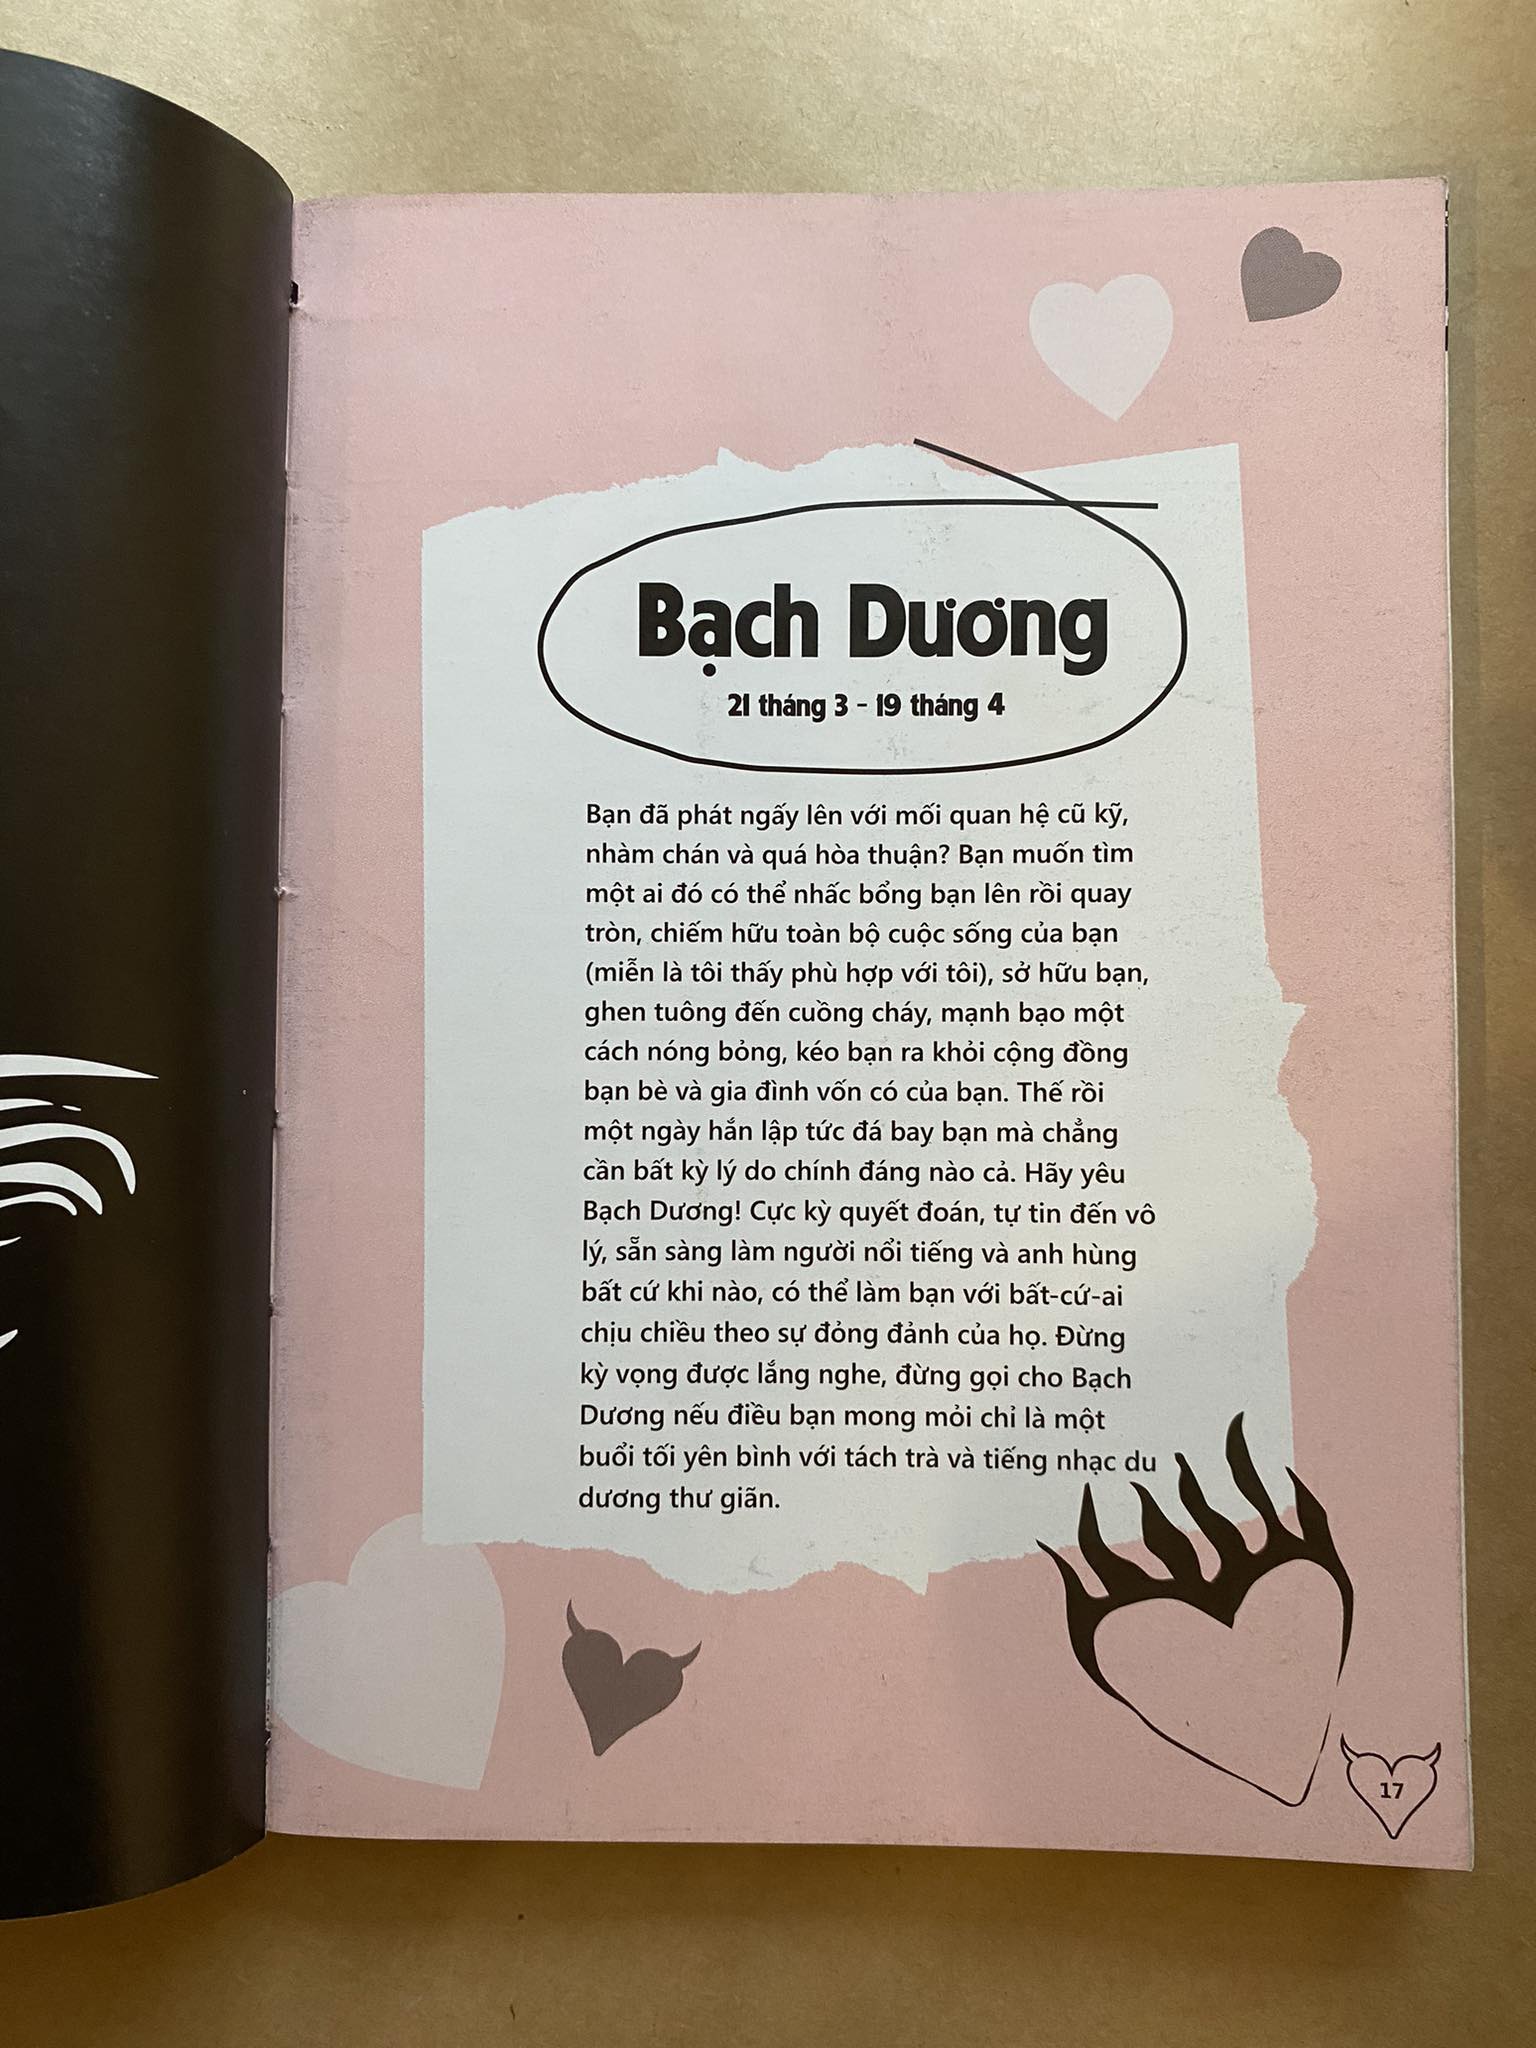 Bạch Dương
21 tháng 3 - 19 tháng 4
Bạn đã phát ngấy lên với mối quan hệ cũ kỹ,
nhàm chán và quá hòa thuận? Bạn muốn tìm
một ai đó có thể nhấc bổng bạn lên rồi quay
tròn, chiếm hữu toàn bộ cuộc sống của bạn
(miễn là tôi thấy phù hợp với tôi), sở hữu bạn,
ghen tuông đến cuồng cháy, mạnh bạo một
cách nóng bỏng, kéo bạn ra khỏi cộng đồng
bạn bè và gia đình vốn có của bạn. Thế rồi
một ngày hắn lập tức đá bay bạn mà chẳng
cần bất kỳ lý do chính đáng nào cả. Hãy yêu
Bạch Dương! Cực kỳ quyết đoán, tự tin đến vô
lý, sẵn sàng làm người nổi tiếng và anh hùng
bất cứ khi nào, có thể làm bạn với bất-cứ-ai
chịu chiều theo sự đỏng đảnh của họ. Đừng
kỳ vọng được lắng nghe, đừng gọi cho Bạch
Dương nếu điều bạn mong mỏi chỉ là một
buổi tối yên bình với tách trà và tiếng nhạc du
dương thư giãn.
17